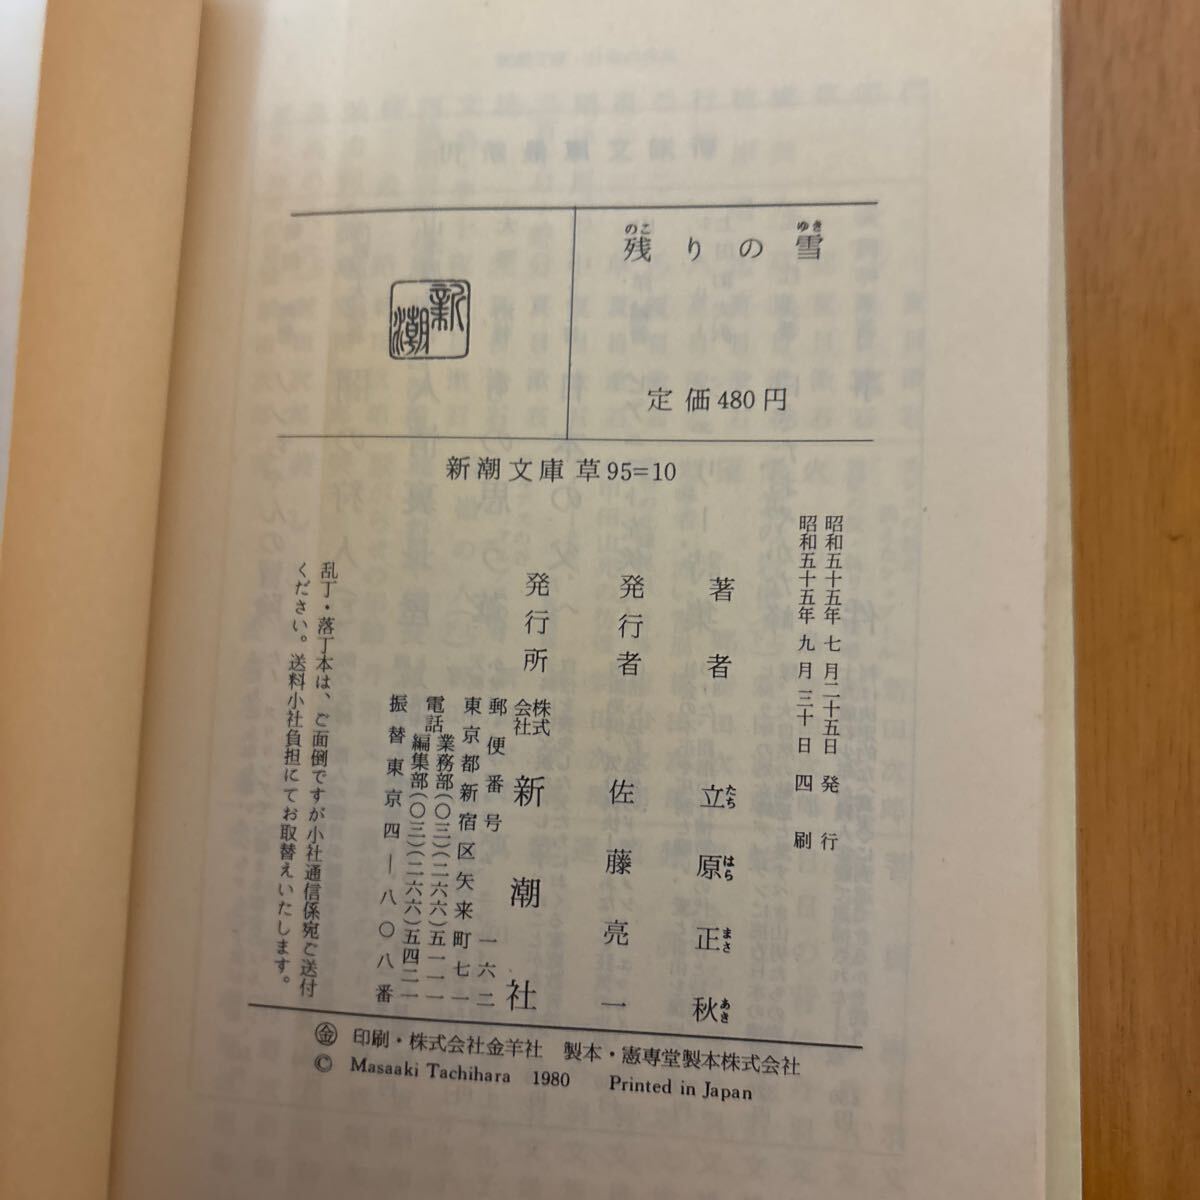 残りの雪
のこ
ゆき
定価480円
新潮
新潮文庫 草95=10
昭和五十五年 七 月二十五日 発 行
昭和五十五年 九 月 三十 日 四 刷
著者 立原正秋
たち はら まさ あき
発行者 佐藤亮一
発行所 株式会社 新潮社
郵便番号 一六二
東京都新宿区矢来町七一
電話 業務部(〇三)(二六六)五一一一
編集部(〇三)(二六六)五四二一
振替東京四―八〇八番
乱丁・落丁本は、ご面倒ですが小社通信係宛ご送付
ください。送料小社負担にてお取替えいたします。
㊎ 印刷・株式会社金羊社 製本・憲専堂製本株式会社
© Masaaki Tachihara 1980 Printed in Japan